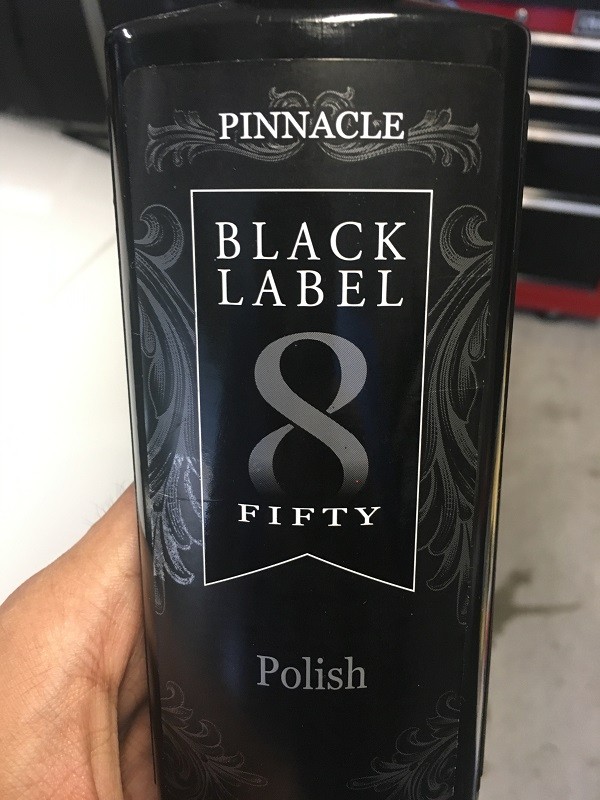 PINNACLE
BLACK
LABEL
8
FIFTY
Polish